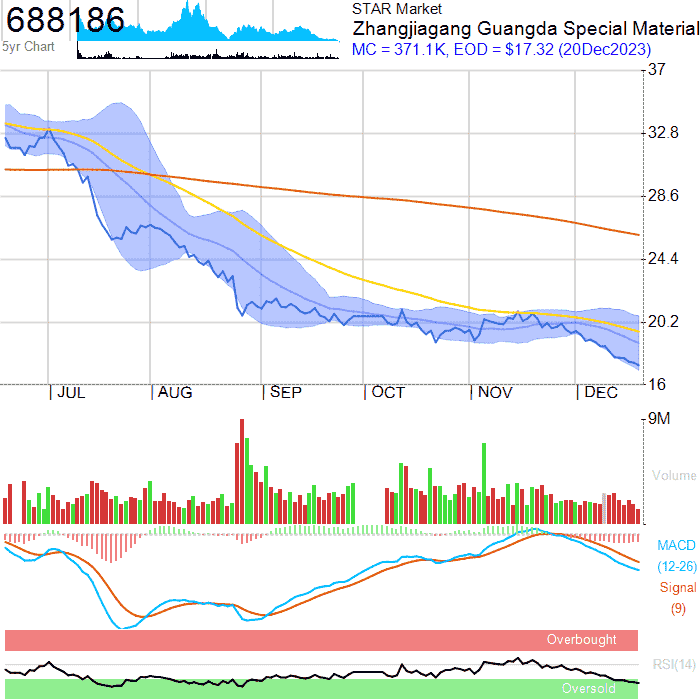 688186
5yr Chart
STAR Market
Zhangjiagang Guangda Special Material
MC = 371.1K, EOD = $17.32 (20Dec2023)
37
32.8
28.6
24.4
20.2
16
JUL AUG SEP OCT NOV DEC
9M
Volume
MACD
(12-26)
Signal
(9)
Overbought
RSI(14)
Oversold